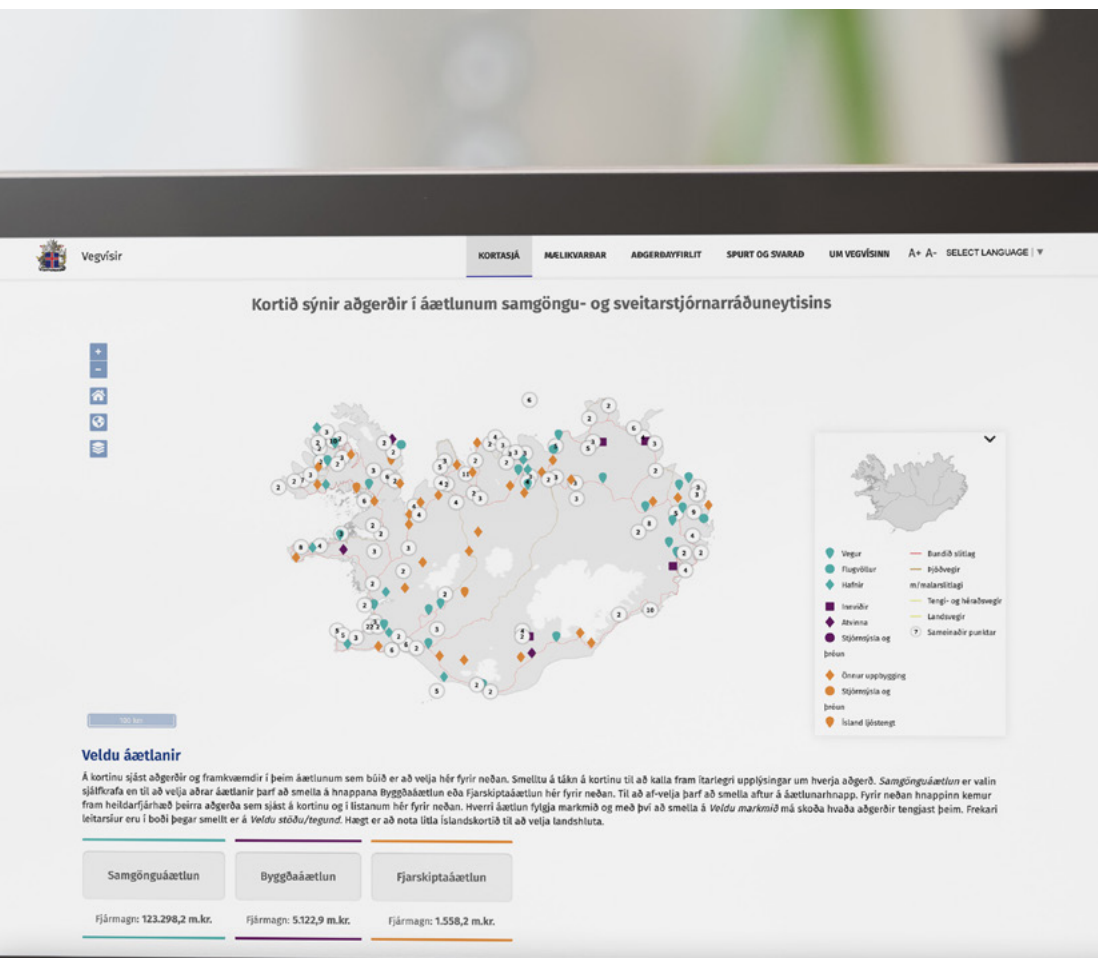 Vegvísir
KORTASJÁ MÆLIKVARÐAR AÐGERÐAYFIRLIT SPURT OG SVARAÐ UM VEGVÍSINN A+ A- SELECT LANGUAGE ▼
Kortið sýnir aðgerðir í áætlunum samgöngu- og sveitarstjórnarráðuneytisins
Vegur
Flugvöllur
Hafnir
Innviðir
Atvinna
Stjórnsýsla og
þróun
Önnur uppbygging
Stjórnsýsla og
þróun
Ísland ljóstengt
Bundið slitlag
Þjóðvegir
m/malarslitlagi
Tengi- og héraðsvegir
Landsvegir
7 Sameinaðir punktar
100 km
Veldu áætlanir
Á kortinu sjást aðgerðir og framkvæmdir í þeim áætlunum sem búið er að velja hér fyrir neðan. Smelltu á tákn á kortinu til að kalla fram ítarlegri upplýsingar um hverja aðgerð. Samgönguáætlun er valin
sjálfkrafa en til að velja aðrar áætlanir þarf að smella á hnappana Byggðaáætlun eða Fjarskiptaáætlun hér fyrir neðan. Til að af-velja þarf að smella aftur á áætlunarhnapp. Fyrir neðan hnappinn kemur
fram heildarfjárhæð þeirra aðgerða sem sjást á kortinu og í listanum hér fyrir neðan. Hverri áætlun fylgja markmið og með því að smella á Veldu markmið má skoða hvaða aðgerðir tengjast þeim. Frekari
leitarsíur eru í boði þegar smellt er á Veldu stöðu/tegund. Hægt er að nota litla Íslandskortið til að velja landshluta.
Samgönguáætlun Byggðaáætlun Fjarskiptaáætlun
Fjármagn: 123.298,2 m.kr. Fjármagn: 5.122,9 m.kr. Fjármagn: 1.558,2 m.kr.